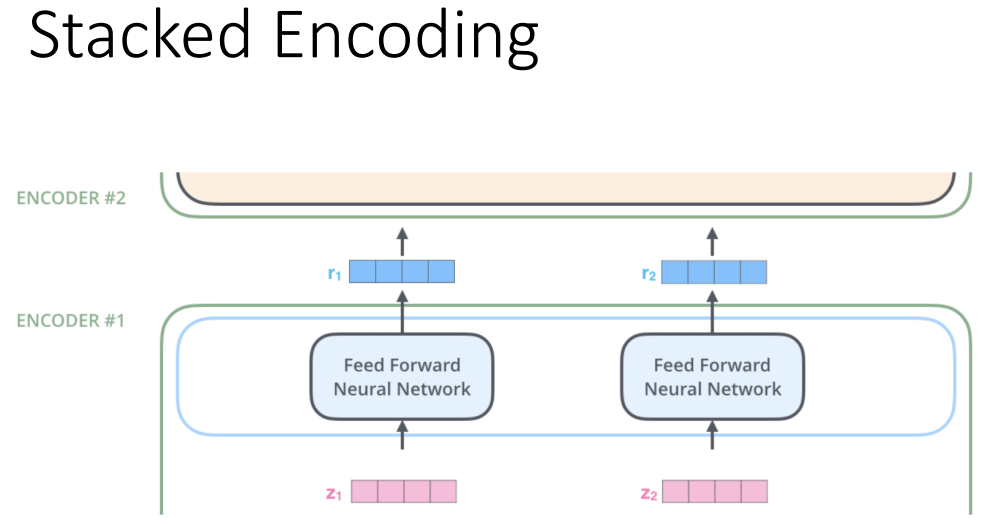 Stacked Encoding
ENCODER #2
r1
r2
ENCODER #1
Feed Forward
Neural Network
Feed Forward
Neural Network
z1
z2